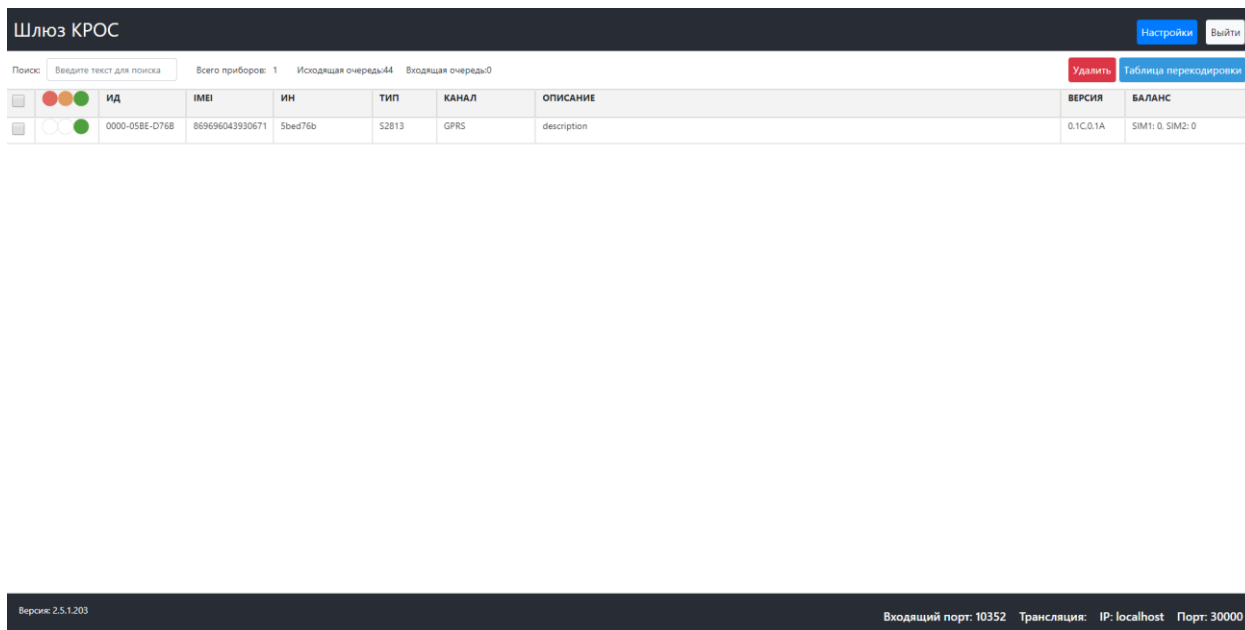 Шлюз КРОС Настройки Выйти
Поиск: Введите текст для поиска Всего приборов: 1 Исходящая очередь:44 Входящая очередь:0 Удалить Таблица перекодировки
ИД IMEI ИН ТИП КАНАЛ ОПИСАНИЕ ВЕРСИЯ БАЛАНС
0000-05BE-D76B 869696043930671 5bed76b S2813 GPRS description 0.1C,0.1A SIM1: 0, SIM2: 0
Версия: 2.5.1.203 Входящий порт: 10352 Трансляция: IP: localhost Порт: 30000